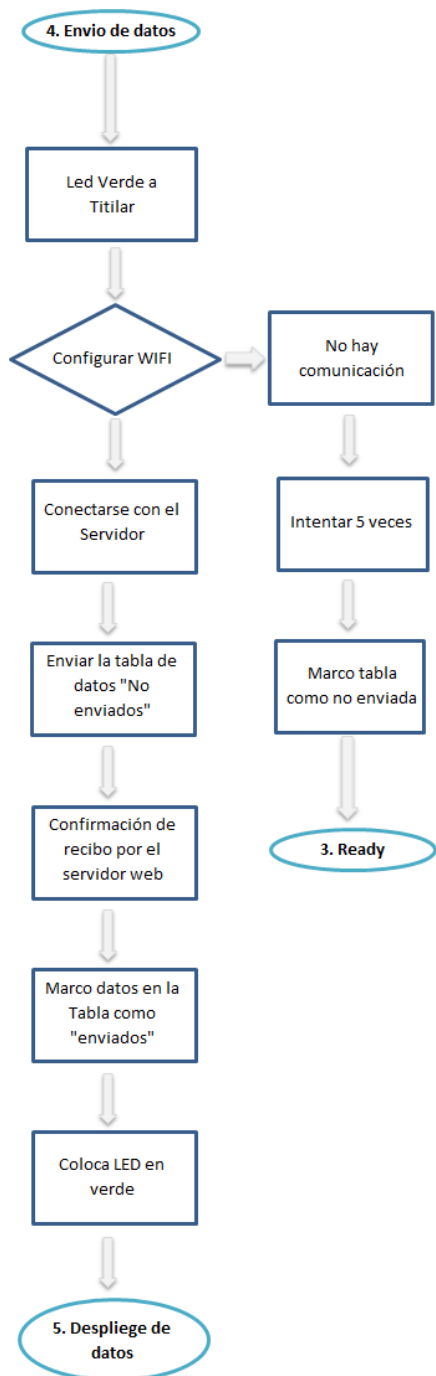 4. Envio de datos
Led Verde a
Titilar
Configurar WIFI
No hay
comunicación
Conectarse con el
Servidor
Intentar 5 veces
Enviar la tabla de
datos "No
enviados"
Marco tabla
como no enviada
Confirmación de
recibo por el
servidor web
3. Ready
Marco datos en la
Tabla como
"enviados"
Coloca LED en
verde
5. Despliege de
datos